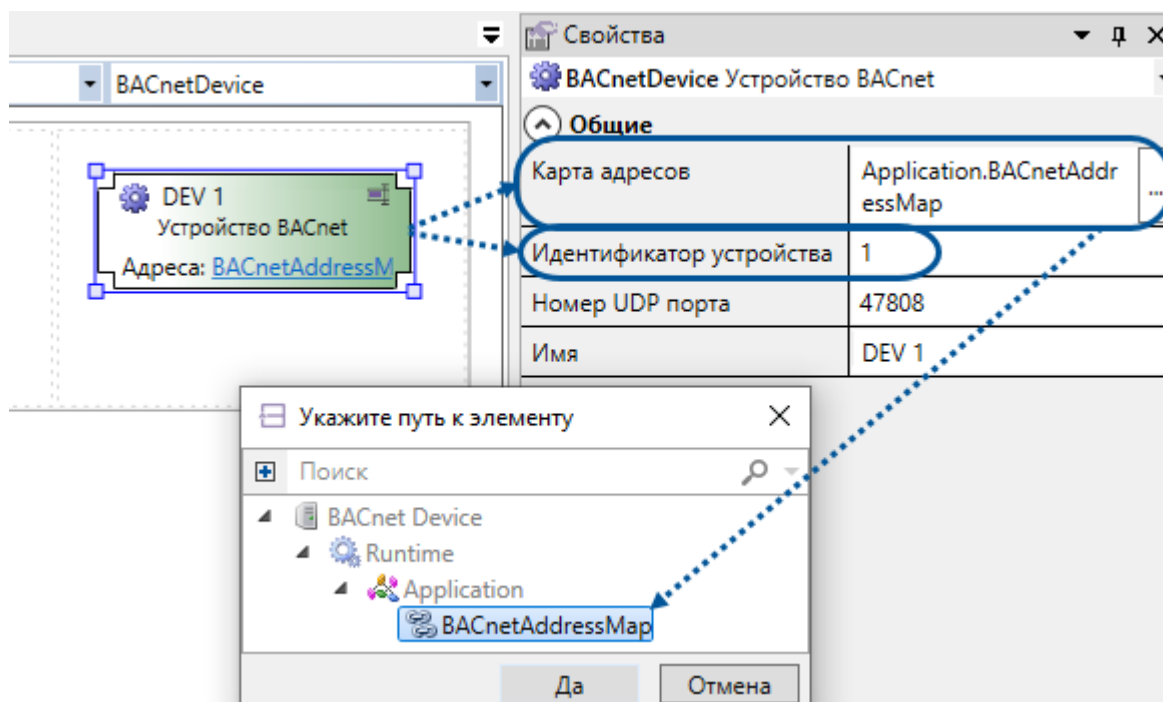 BACnetDevice
DEV 1
Устройство BACnet
Адреса: BACnetAddressM
Свойства
BACnetDevice Устройство BACnet
Общие
Карта адресов
Application.BACnetAddr
essMap
...
Идентификатор устройства
1
Номер UDP порта
47808
Имя
DEV 1
Укажите путь к элементу
Поиск
BACnet Device
Runtime
Application
BACnetAddressMap
Да
Отмена